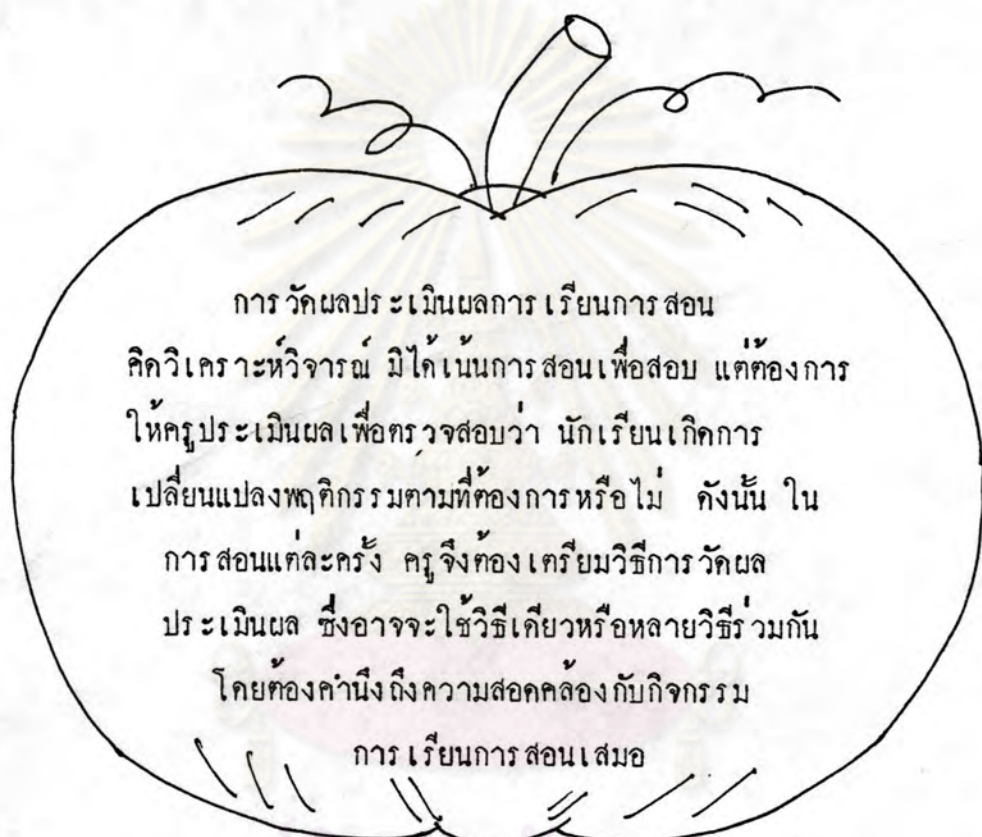 การวัดผลประเมินผลการเรียนการสอน
คิดวิเคราะห์วิจารณ์ มิได้เน้นการสอนเพื่อสอบ แต่ต้องการ
ให้ครูประเมินผลเพื่อตรวจสอบว่า นักเรียนเกิดการ
เปลี่ยนแปลงพฤติกรรมตามที่ต้องการหรือไม่ ดังนั้น ใน
การสอนแต่ละครั้ง ครูจึงต้องเตรียมวิธีการวัดผล
ประเมินผล ซึ่งอาจจะใช้วิธีเดียวหรือหลายวิธีร่วมกัน
โดยต้องคำนึงถึงความสอดคล้องกับกิจกรรม
การเรียนการสอนเสมอ